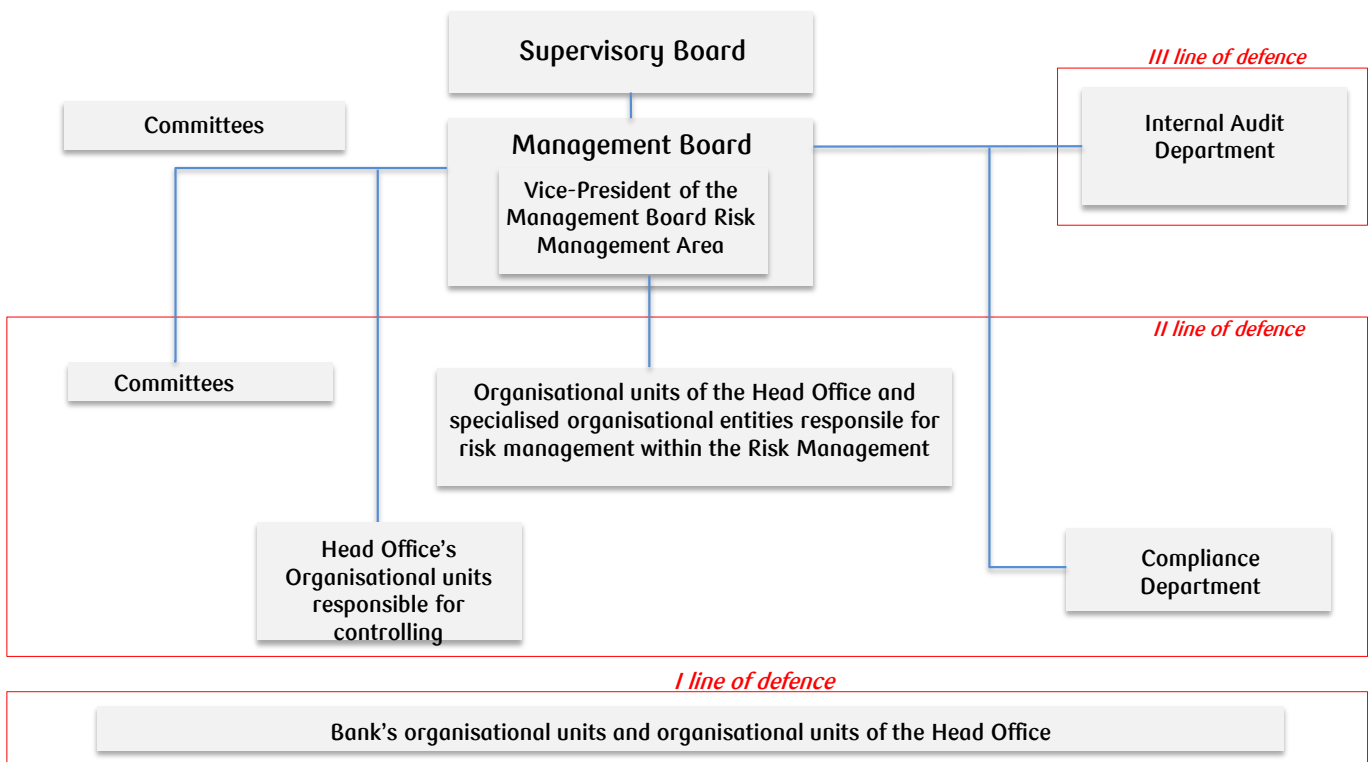 Supervisory Board
III line of defence
Committees
Management Board
Internal Audit
Department
Vice-President of the
Management Board Risk
Management Area
II line of defence
Committees
Organisational units of the Head Office and
specialised organisational entities responsile for
risk management within the Risk Management
Head Office’s
Organisational units
responsible for
controlling
Compliance
Department
I line of defence
Bank’s organisational units and organisational units of the Head Office